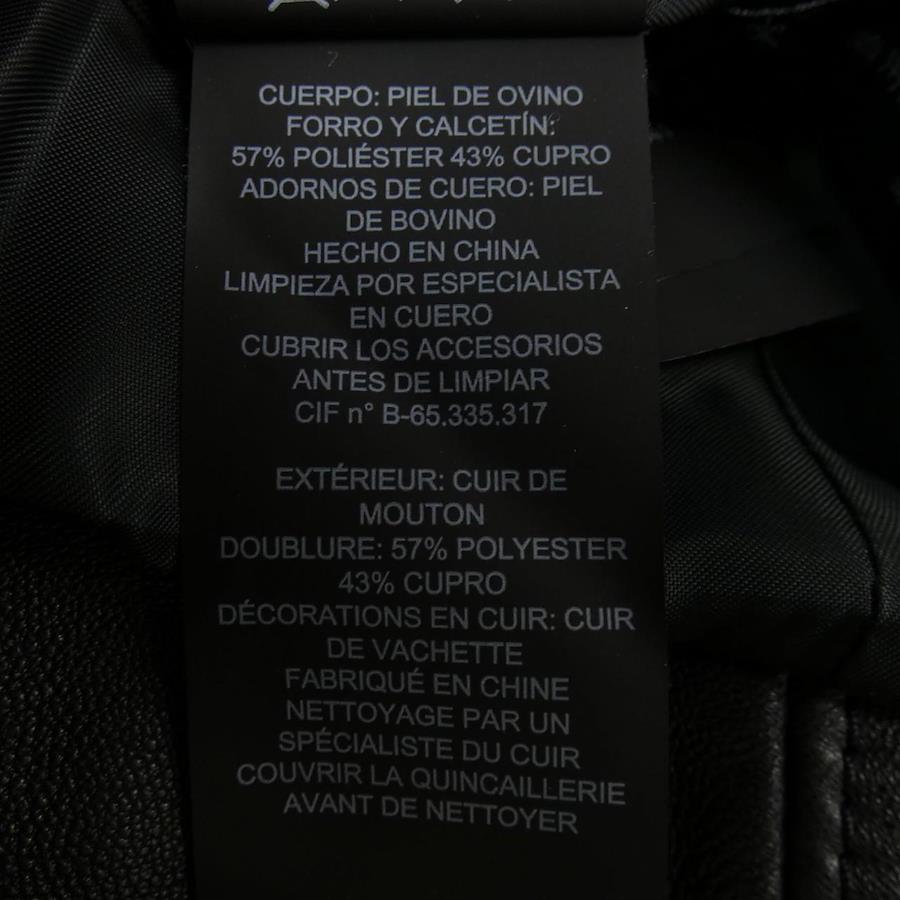 CUERPO: PIEL DE OVINO
FORRO Y CALCETÍN:
57% POLIÉSTER 43% CUPRO
ADORNOS DE CUERO: PIEL
DE BOVINO
HECHO EN CHINA
LIMPIEZA POR ESPECIALISTA
EN CUERO
CUBRIR LOS ACCESORIOS
ANTES DE LIMPIAR
CIF n° B-65.335.317
EXTÉRIEUR: CUIR DE
MOUTON
DOUBLURE: 57% POLYESTER
43% CUPRO
DÉCORATIONS EN CUIR: CUIR
DE VACHETTE
FABRIQUÉ EN CHINE
NETTOYAGE PAR UN
SPÉCIALISTE DU CUIR
COUVRIR LA QUINCAILLERIE
AVANT DE NETTOYER